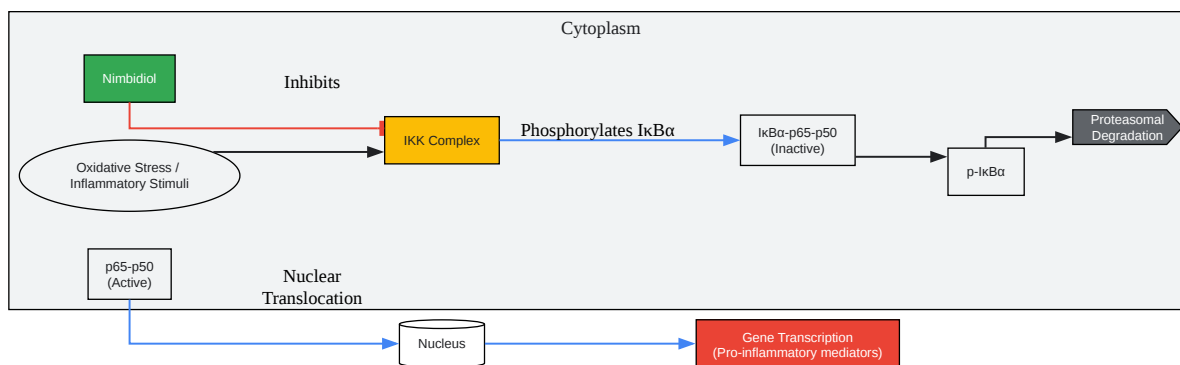 Cytoplasm
Nimbidiol
Inhibits
Oxidative Stress /
Inflammatory Stimuli
IKK Complex
Phosphorylates IκBα
IκBα-p65-p50
(Inactive)
p-IκBα
Proteasomal
Degradation
p65-p50
(Active)
Nuclear
Translocation
Nucleus
Gene Transcription
(Pro-inflammatory mediators)